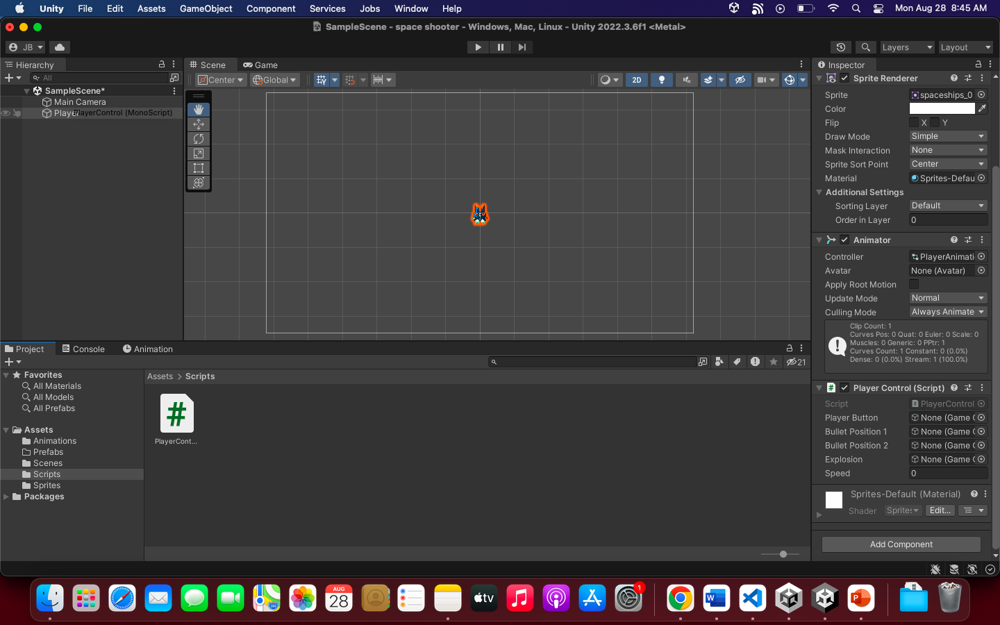 Unity File Edit Assets GameObject Component Services Jobs Window Help Mon Aug 28 8:45 AM
SampleScene - space shooter - Windows, Mac, Linux - Unity 2022.3.6f1 <Metal>
JB Layers Layout
Hierarchy
All
SampleScene*
Main Camera
Player PlayerControl (MonoScript)
Scene Game
Center Global 2D
Inspector
Sprite Renderer
Sprite spaceships_0
Color
Flip X Y
Draw Mode Simple
Mask Interaction None
Sprite Sort Point Center
Material Sprites-Defau
Additional Settings
Sorting Layer Default
Order in Layer 0
Animator
Controller PlayerAnimati
Avatar None (Avatar)
Apply Root Motion
Update Mode Normal
Culling Mode Always Animate
Clip Count: 1
Curves Pos: 0 Quat: 0 Euler: 0 Scale: 0
Muscles: 0 Generic: 0 PPtr: 1
Curves Count: 1 Constant: 0 (0.0%)
Dense: 0 (0.0%) Stream: 1 (100.0%)
Player Control (Script)
Script PlayerControl
Player Button None (Game
Bullet Position 1 None (Game
Bullet Position 2 None (Game
Explosion None (Game
Speed 0
Sprites-Default (Material)
Shader Sprites Edit...
Add Component
Project Console Animation
21
Favorites
All Materials
All Models
All Prefabs
Assets
Animations
Prefabs
Scenes
Scripts
Sprites
Packages
Assets > Scripts
#
PlayerCont...
AUG
28
tv
1
W
P